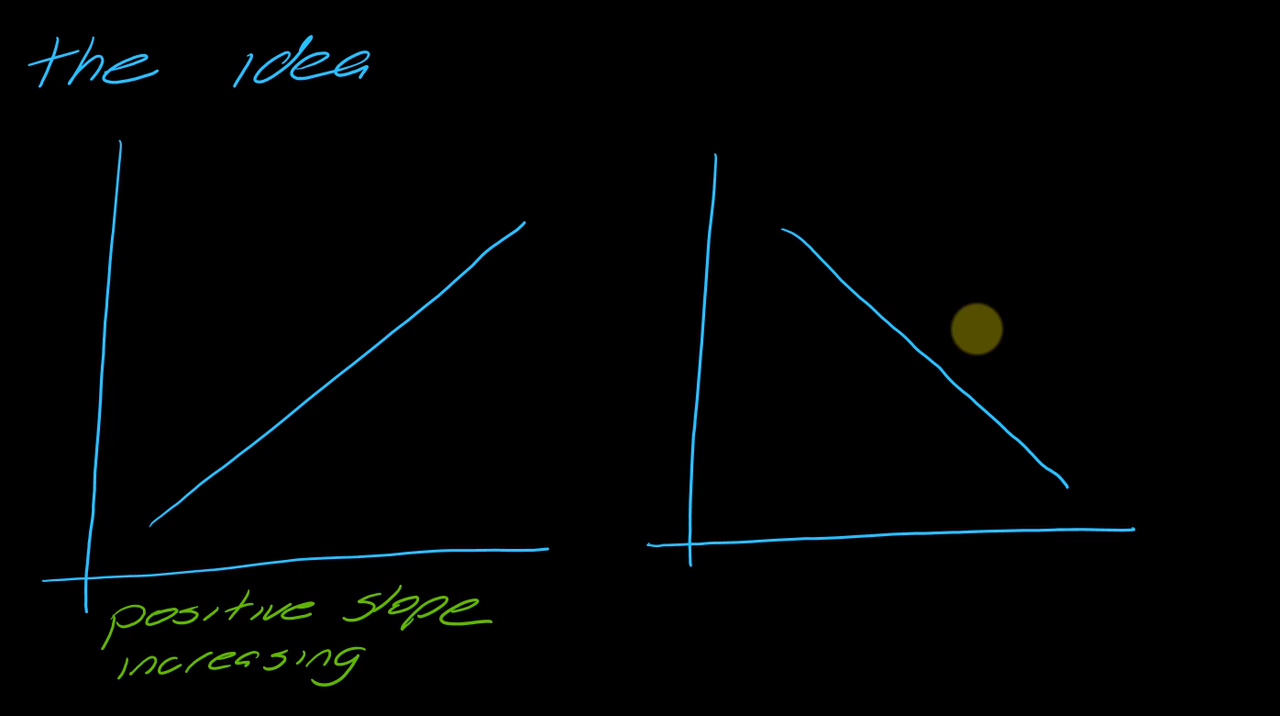 the idea
positive slope
increasing